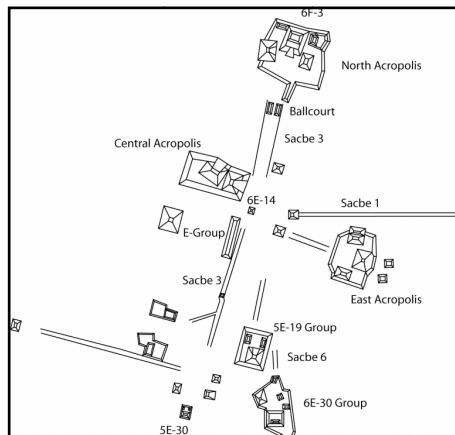 6F-3
North Acropolis
Ballcourt
Sacbe 3
Central Acropolis
6E-14
Sacbe 1
E-Group
Sacbe 3
East Acropolis
5E-19 Group
Sacbe 6
6E-30 Group
5E-30